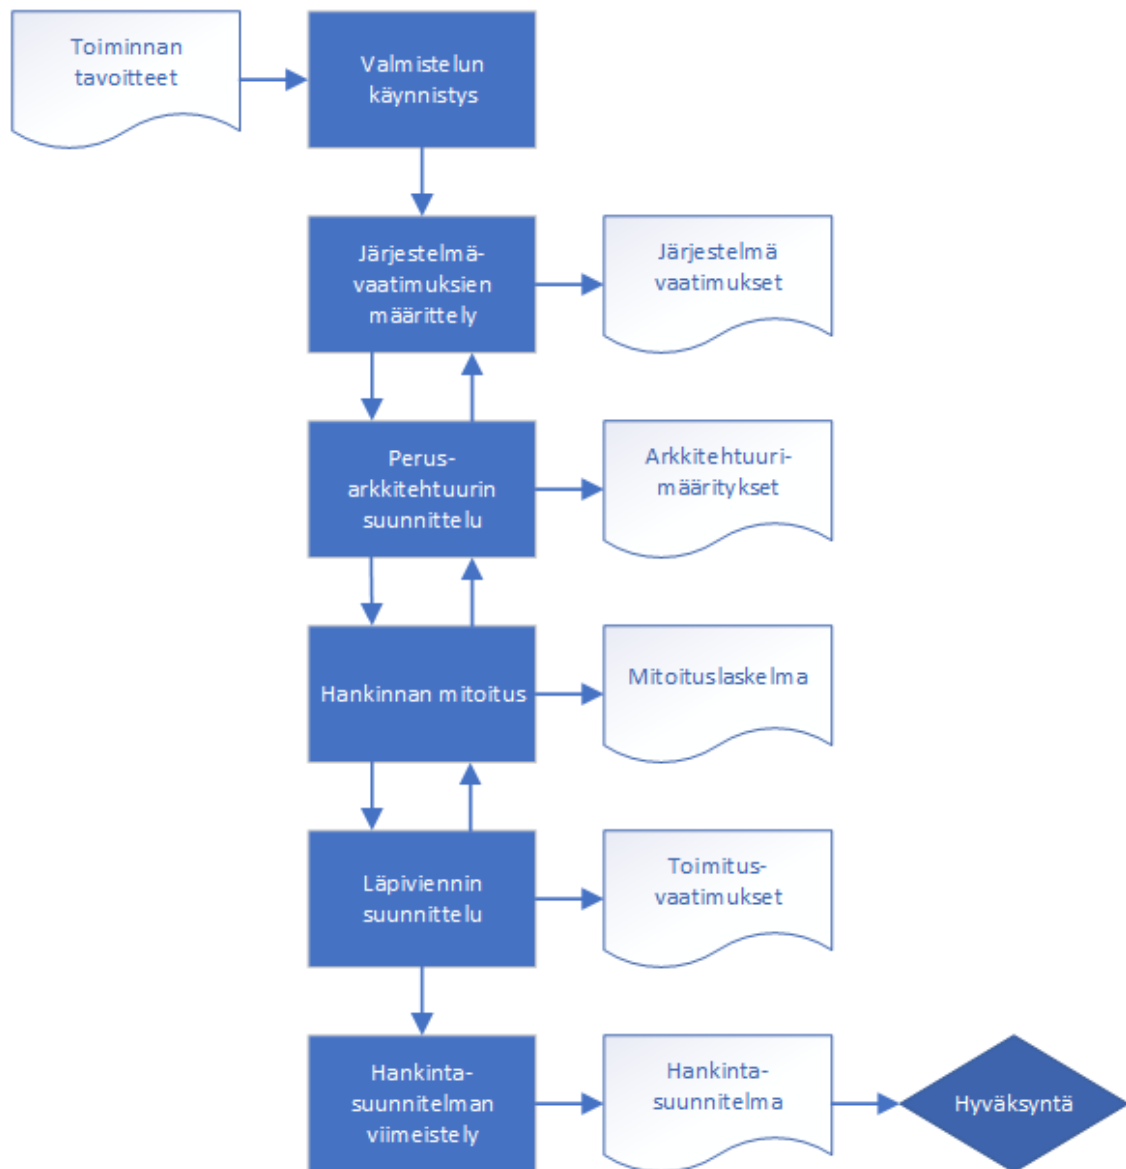 Toiminnan
tavoitteet
Valmistelun
käynnistys
Järjestelmä-
vaatimuksien
määrittely
Järjestelmä
vaatimukset
Perus-
arkkitehtuurin
suunnittelu
Arkkitehtuuri-
määritykset
Hankinnan mitoitus
Mitoituslaskelma
Läpiviennin
suunnittelu
Toimitus-
vaatimukset
Hankinta-
suunnitelman
viimeistely
Hankinta-
suunnitelma
Hyväksyntä